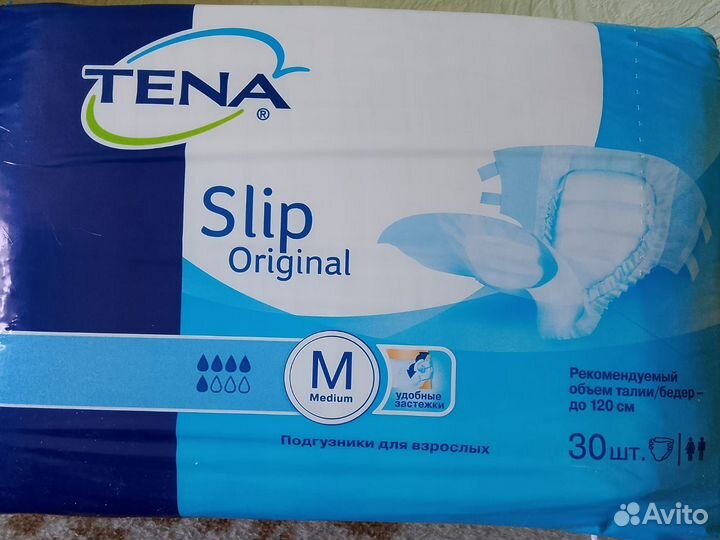 TENA®
Slip
Original
M
Medium
удобные
застежки
Рекомендуемый
объем талии/бедер –
до 120 см
30 шт.
Подгузники для взрослых
Avito